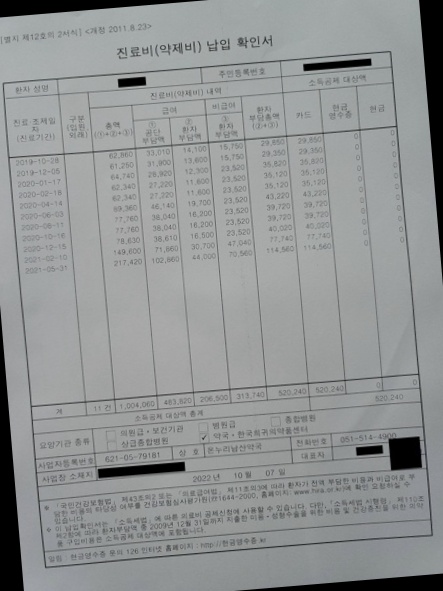 [별지 제12호의 2서식] <개정 2011.8.23>
진료비(약제비) 납입 확인서
환자 성명 주민등록번호
진료비(약제비) 내역 소득공제 대상액
진료·조제일자 (진료기간) 구분 (입원 외래) 총액 (①+②+③) 급여 ① 공단 부담액 ② 환자 부담액 비급여 ③ 환자 부담액 환자 부담총액 (②+③) 카드 현금영수증 현금
2019-10-28 62,860 33,010 14,100 15,750 29,850 29,850 0 0
2019-12-05 61,250 31,900 13,600 15,750 29,350 29,350 0 0
2020-01-17 64,740 28,920 12,300 23,520 35,820 35,820 0 0
2020-02-18 62,340 27,220 11,600 23,520 35,120 35,120 0 0
2020-04-14 62,340 27,220 11,600 23,520 35,120 35,120 0 0
2020-06-03 89,360 46,140 19,700 23,520 43,220 43,220 0 0
2020-08-11 77,760 38,040 16,200 23,520 39,720 39,720 0 0
2020-10-16 77,760 38,040 16,200 23,520 39,720 39,720 0 0
2020-12-15 78,630 38,610 16,500 23,520 40,020 40,020 0 0
2021-02-10 149,600 71,860 30,700 47,040 77,740 77,740 0 0
2021-05-31 217,420 102,860 44,000 70,560 114,560 114,560 0 0
계 11 건 1,004,060 483,820 206,500 313,740 520,240 520,240 0 0
소득공제 대상액 총계 520,240
요양기관 종류 의원급·보건기관 병원급 종합병원
상급종합병원 ✓ 약국·한국희귀의약품센터
사업자등록번호 621-05-79181 상 호 온누리남산약국 전화번호 051-514-4900
사업장 소재지 대표자
2022년 10월 07일
※ 「국민건강보험법」 제43조의2 또는 「의료급여법」 제11조의3에 따라 환자가 전액 부담한 비용과 비급여로 부
담한 비용의 타당성 여부를 건강보험심사평가원(☎1644-2000, 홈페이지: www.hira.or.kr)에 확인 요청하실 수
있습니다.
※ 이 납입확인서는 「소득세법」에 따른 의료비 공제신청에 사용할 수 있습니다. 다만, 「소득세법 시행령」 제110조
제2항에 따라 환자부담액 중 2009년 12월 31일까지 지출한 미용·성형수술을 위한 비용 및 건강증진을 위한 의약
품 구입비용은 소득공제 대상액에 포함됩니다.
현금영수증 문의 126 인터넷 홈페이지 : http://현금영수증.kr